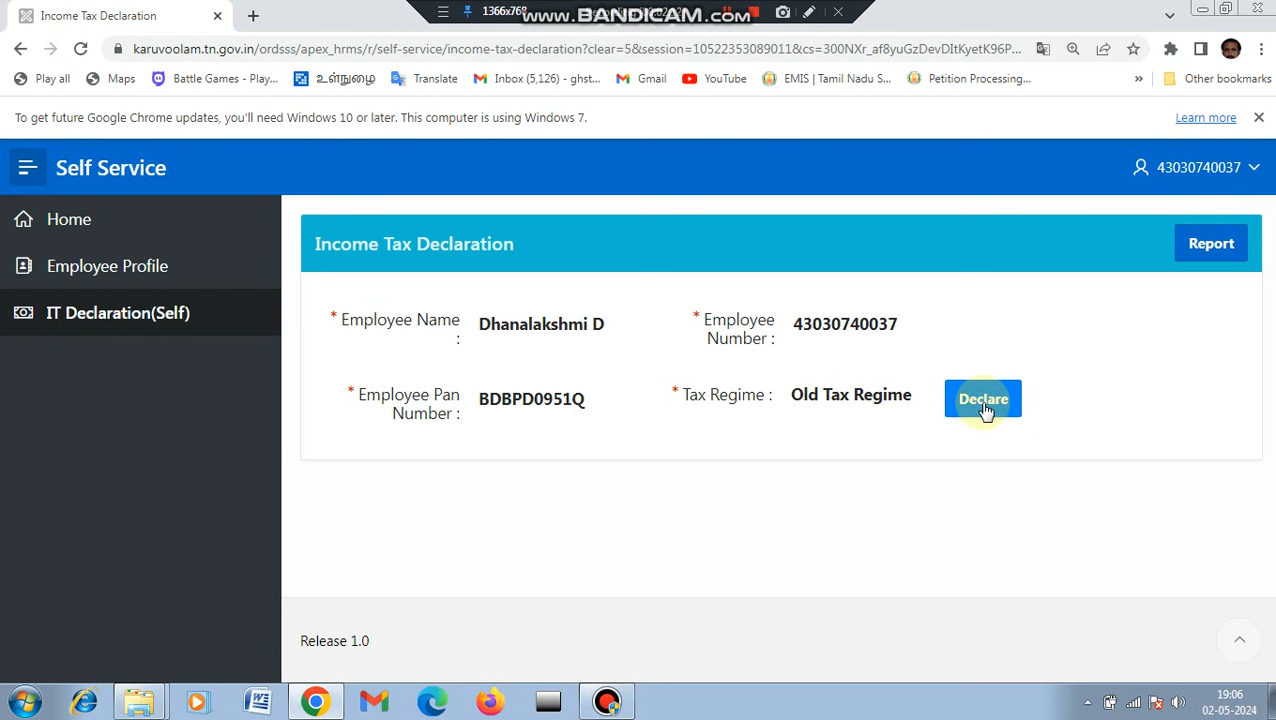 Income Tax Declaration
1366x768
www.BANDICAM.com
karuvoolam.tn.gov.in/ordsss/apex_hrms/r/self-service/income-tax-declaration?clear=5&session=10522353089011&cs=300NXr_af8yuGzDevDItKyetK96P...
Play all
Maps
Battle Games - Play...
உள்நுழை
Translate
Inbox (5,126) - ghst...
Gmail
YouTube
EMIS | Tamil Nadu S...
Petition Processing...
»
Other bookmarks
To get future Google Chrome updates, you'll need Windows 10 or later. This computer is using Windows 7.
Learn more
Self Service
43030740037
Home
Employee Profile
IT Declaration(Self)
Income Tax Declaration
Report
* Employee Name : Dhanalakshmi D
* Employee Number : 43030740037
* Employee Pan Number : BDBPD0951Q
* Tax Regime : Old Tax Regime
Declare
Release 1.0
19:06
02-05-2024